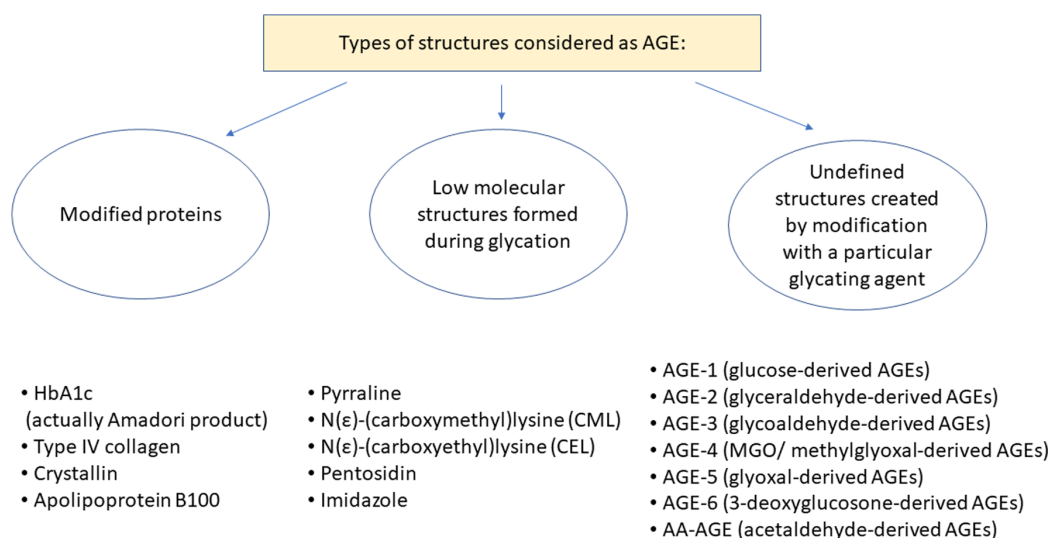 Types of structures considered as AGE:
Modified proteins
Low molecular
structures formed
during glycation
Undefined
structures created
by modification
with a particular
glycating agent
• HbA1c
(actually Amadori product)
• Type IV collagen
• Crystallin
• Apolipoprotein B100
• Pyrraline
• N(ε)-(carboxymethyl)lysine (CML)
• N(ε)-(carboxyethyl)lysine (CEL)
• Pentosidin
• Imidazole
• AGE-1 (glucose-derived AGEs)
• AGE-2 (glyceraldehyde-derived AGEs)
• AGE-3 (glycoaldehyde-derived AGEs)
• AGE-4 (MGO/ methylglyoxal-derived AGEs)
• AGE-5 (glyoxal-derived AGEs)
• AGE-6 (3-deoxyglucosone-derived AGEs)
• AA-AGE (acetaldehyde-derived AGEs)